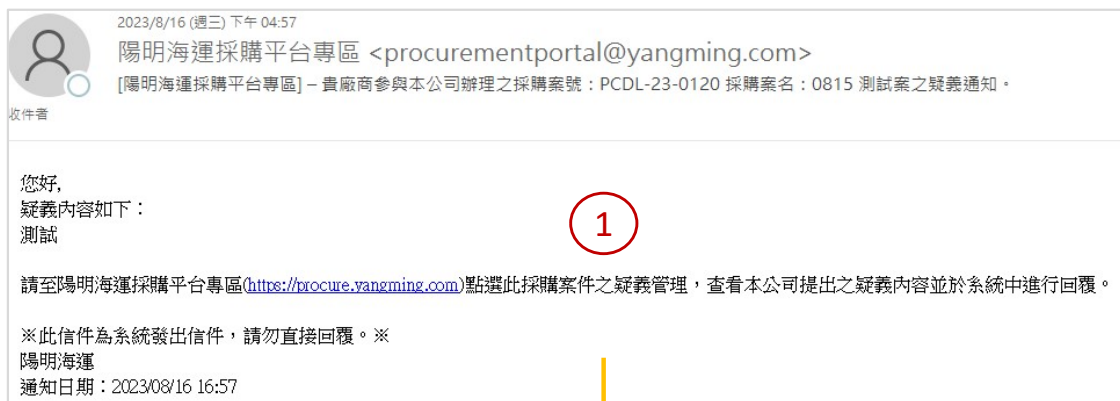 2023/8/16 (週三) 下午 04:57
陽明海運採購平台專區 <procurementportal@yangming.com>
[陽明海運採購平台專區] – 貴廠商參與本公司辦理之採購案號：PCDL-23-0120 採購案名：0815 測試案之疑義通知。
收件者
您好,
疑義內容如下：
測試
1
請至陽明海運採購平台專區(https://procure.yangming.com)點選此採購案件之疑義管理，查看本公司提出之疑義內容並於系統中進行回覆。
※此信件為系統發出信件，請勿直接回覆。※
陽明海運
通知日期：2023/08/16 16:57